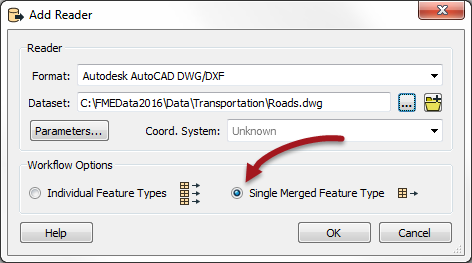 Add Reader
Reader
Format: Autodesk AutoCAD DWG/DXF
Dataset: C:\FMEData2016\Data\Transportation\Roads.dwg ...
Parameters... Coord. System: Unknown
Workflow Options
Individual Feature Types Single Merged Feature Type
Help OK Cancel